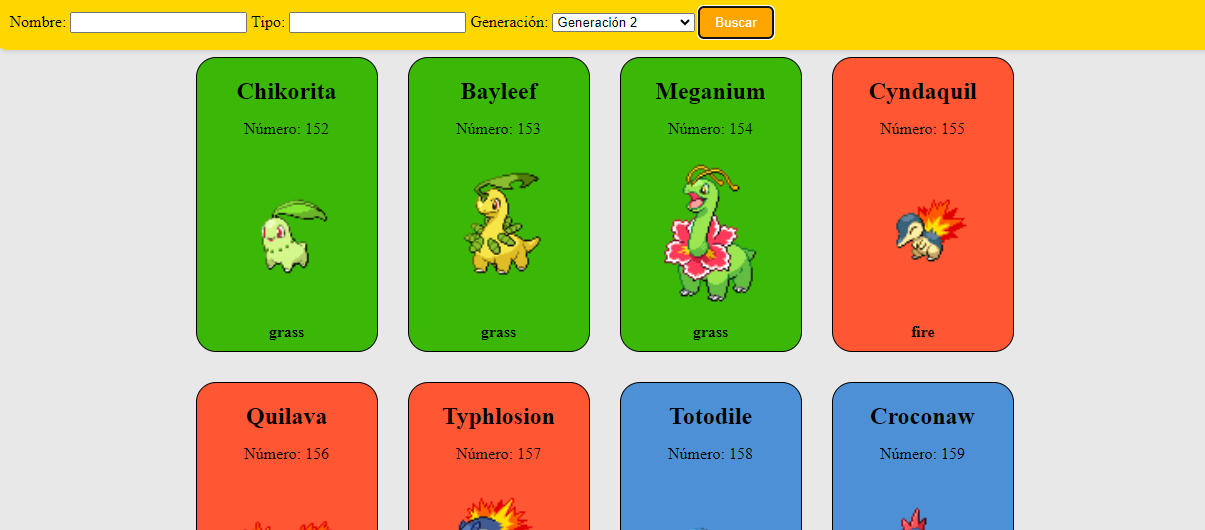 Nombre: Tipo: Generación: Generación 2 Buscar
Chikorita Bayleef Meganium Cyndaquil
Número: 152 Número: 153 Número: 154 Número: 155
grass grass grass fire
Quilava Typhlosion Totodile Croconaw
Número: 156 Número: 157 Número: 158 Número: 159